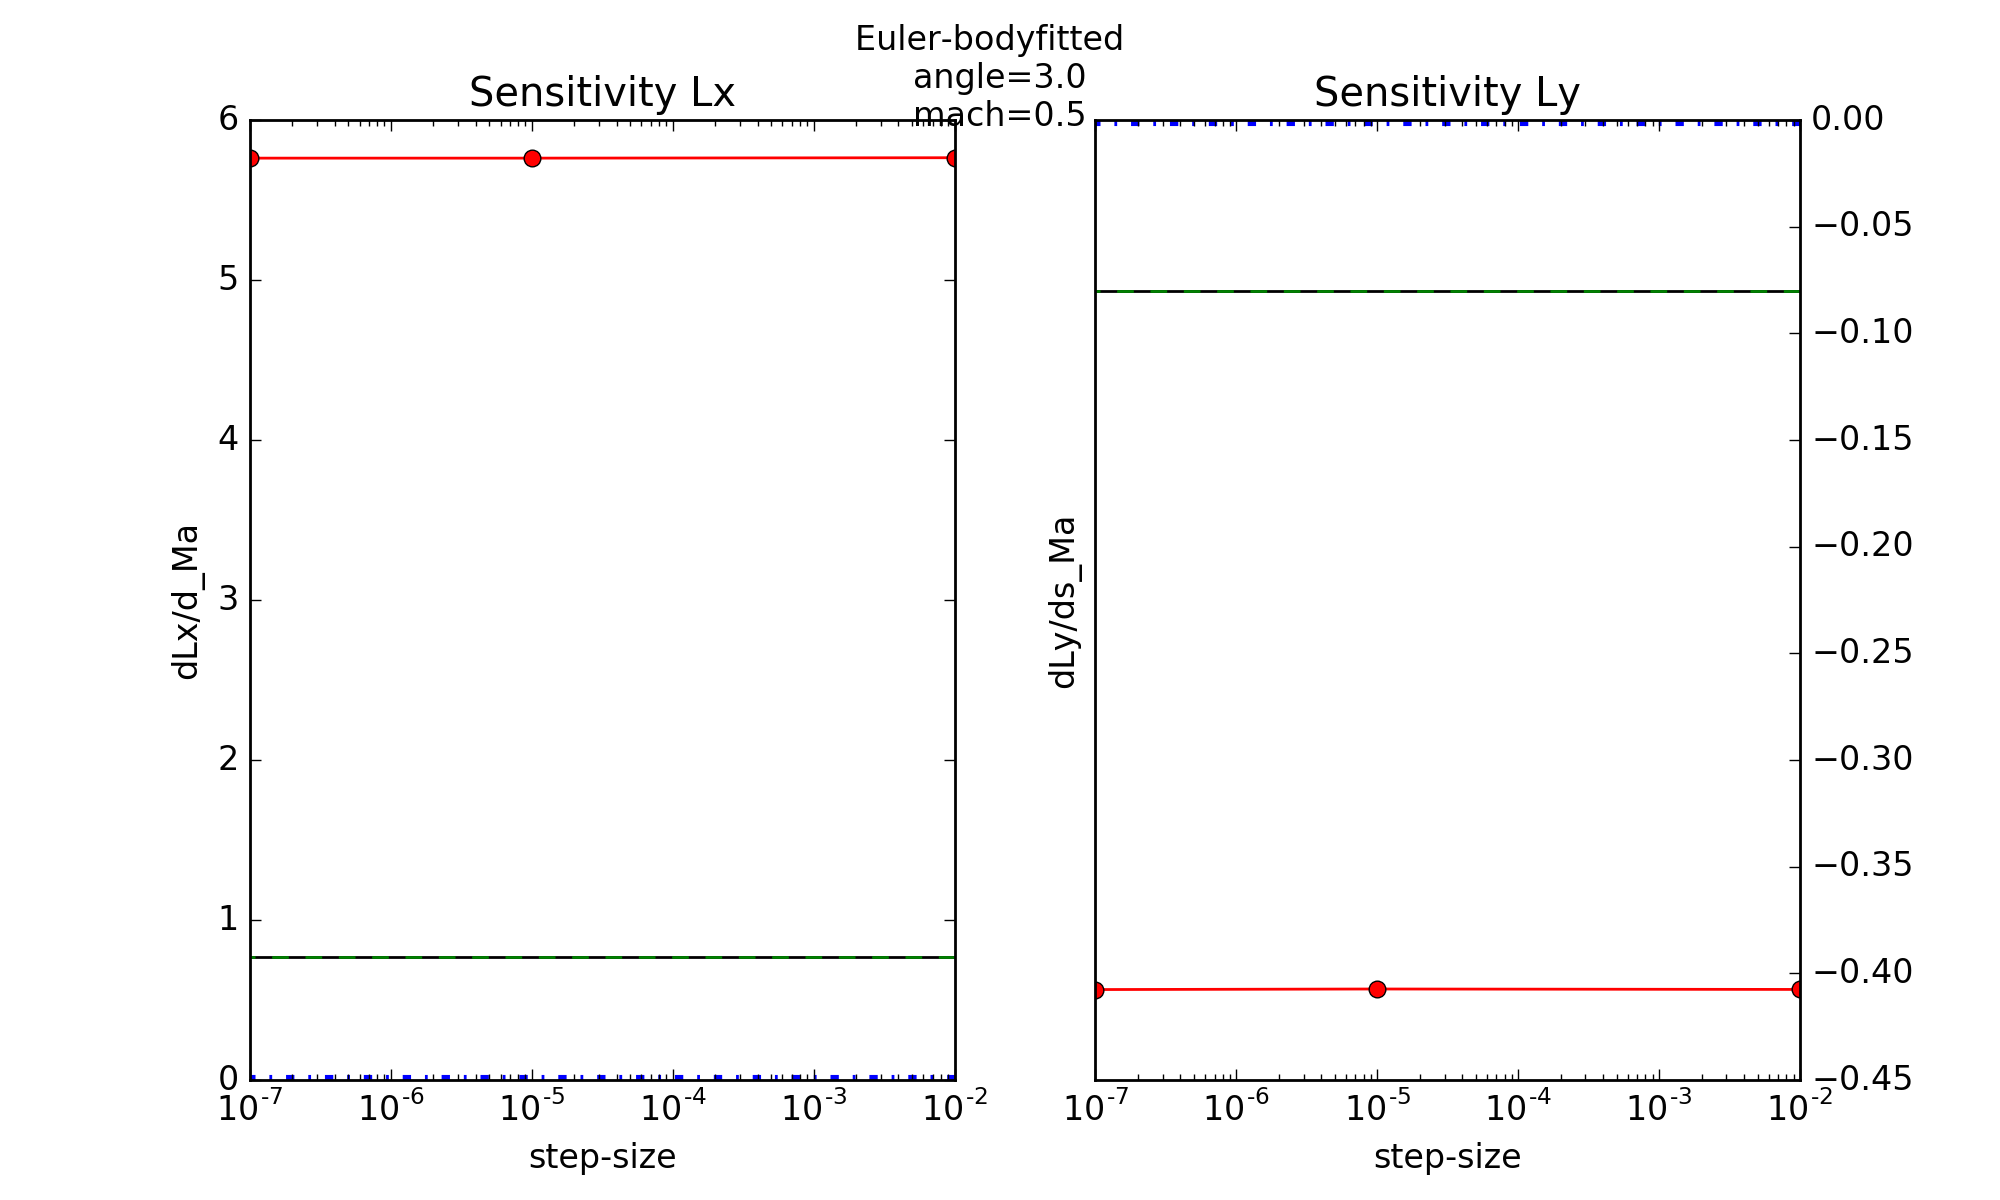 Euler-bodyfitted
angle=3.0
mach=0.5
Sensitivity Lx
6
5
4
3
2
1
0
dLx/d_Ma
10^-7 10^-6 10^-5 10^-4 10^-3 10^-2
step-size
Sensitivity Ly
dLy/ds_Ma
0.00
−0.05
−0.10
−0.15
−0.20
−0.25
−0.30
−0.35
−0.40
−0.45
10^-7 10^-6 10^-5 10^-4 10^-3 10^-2
step-size